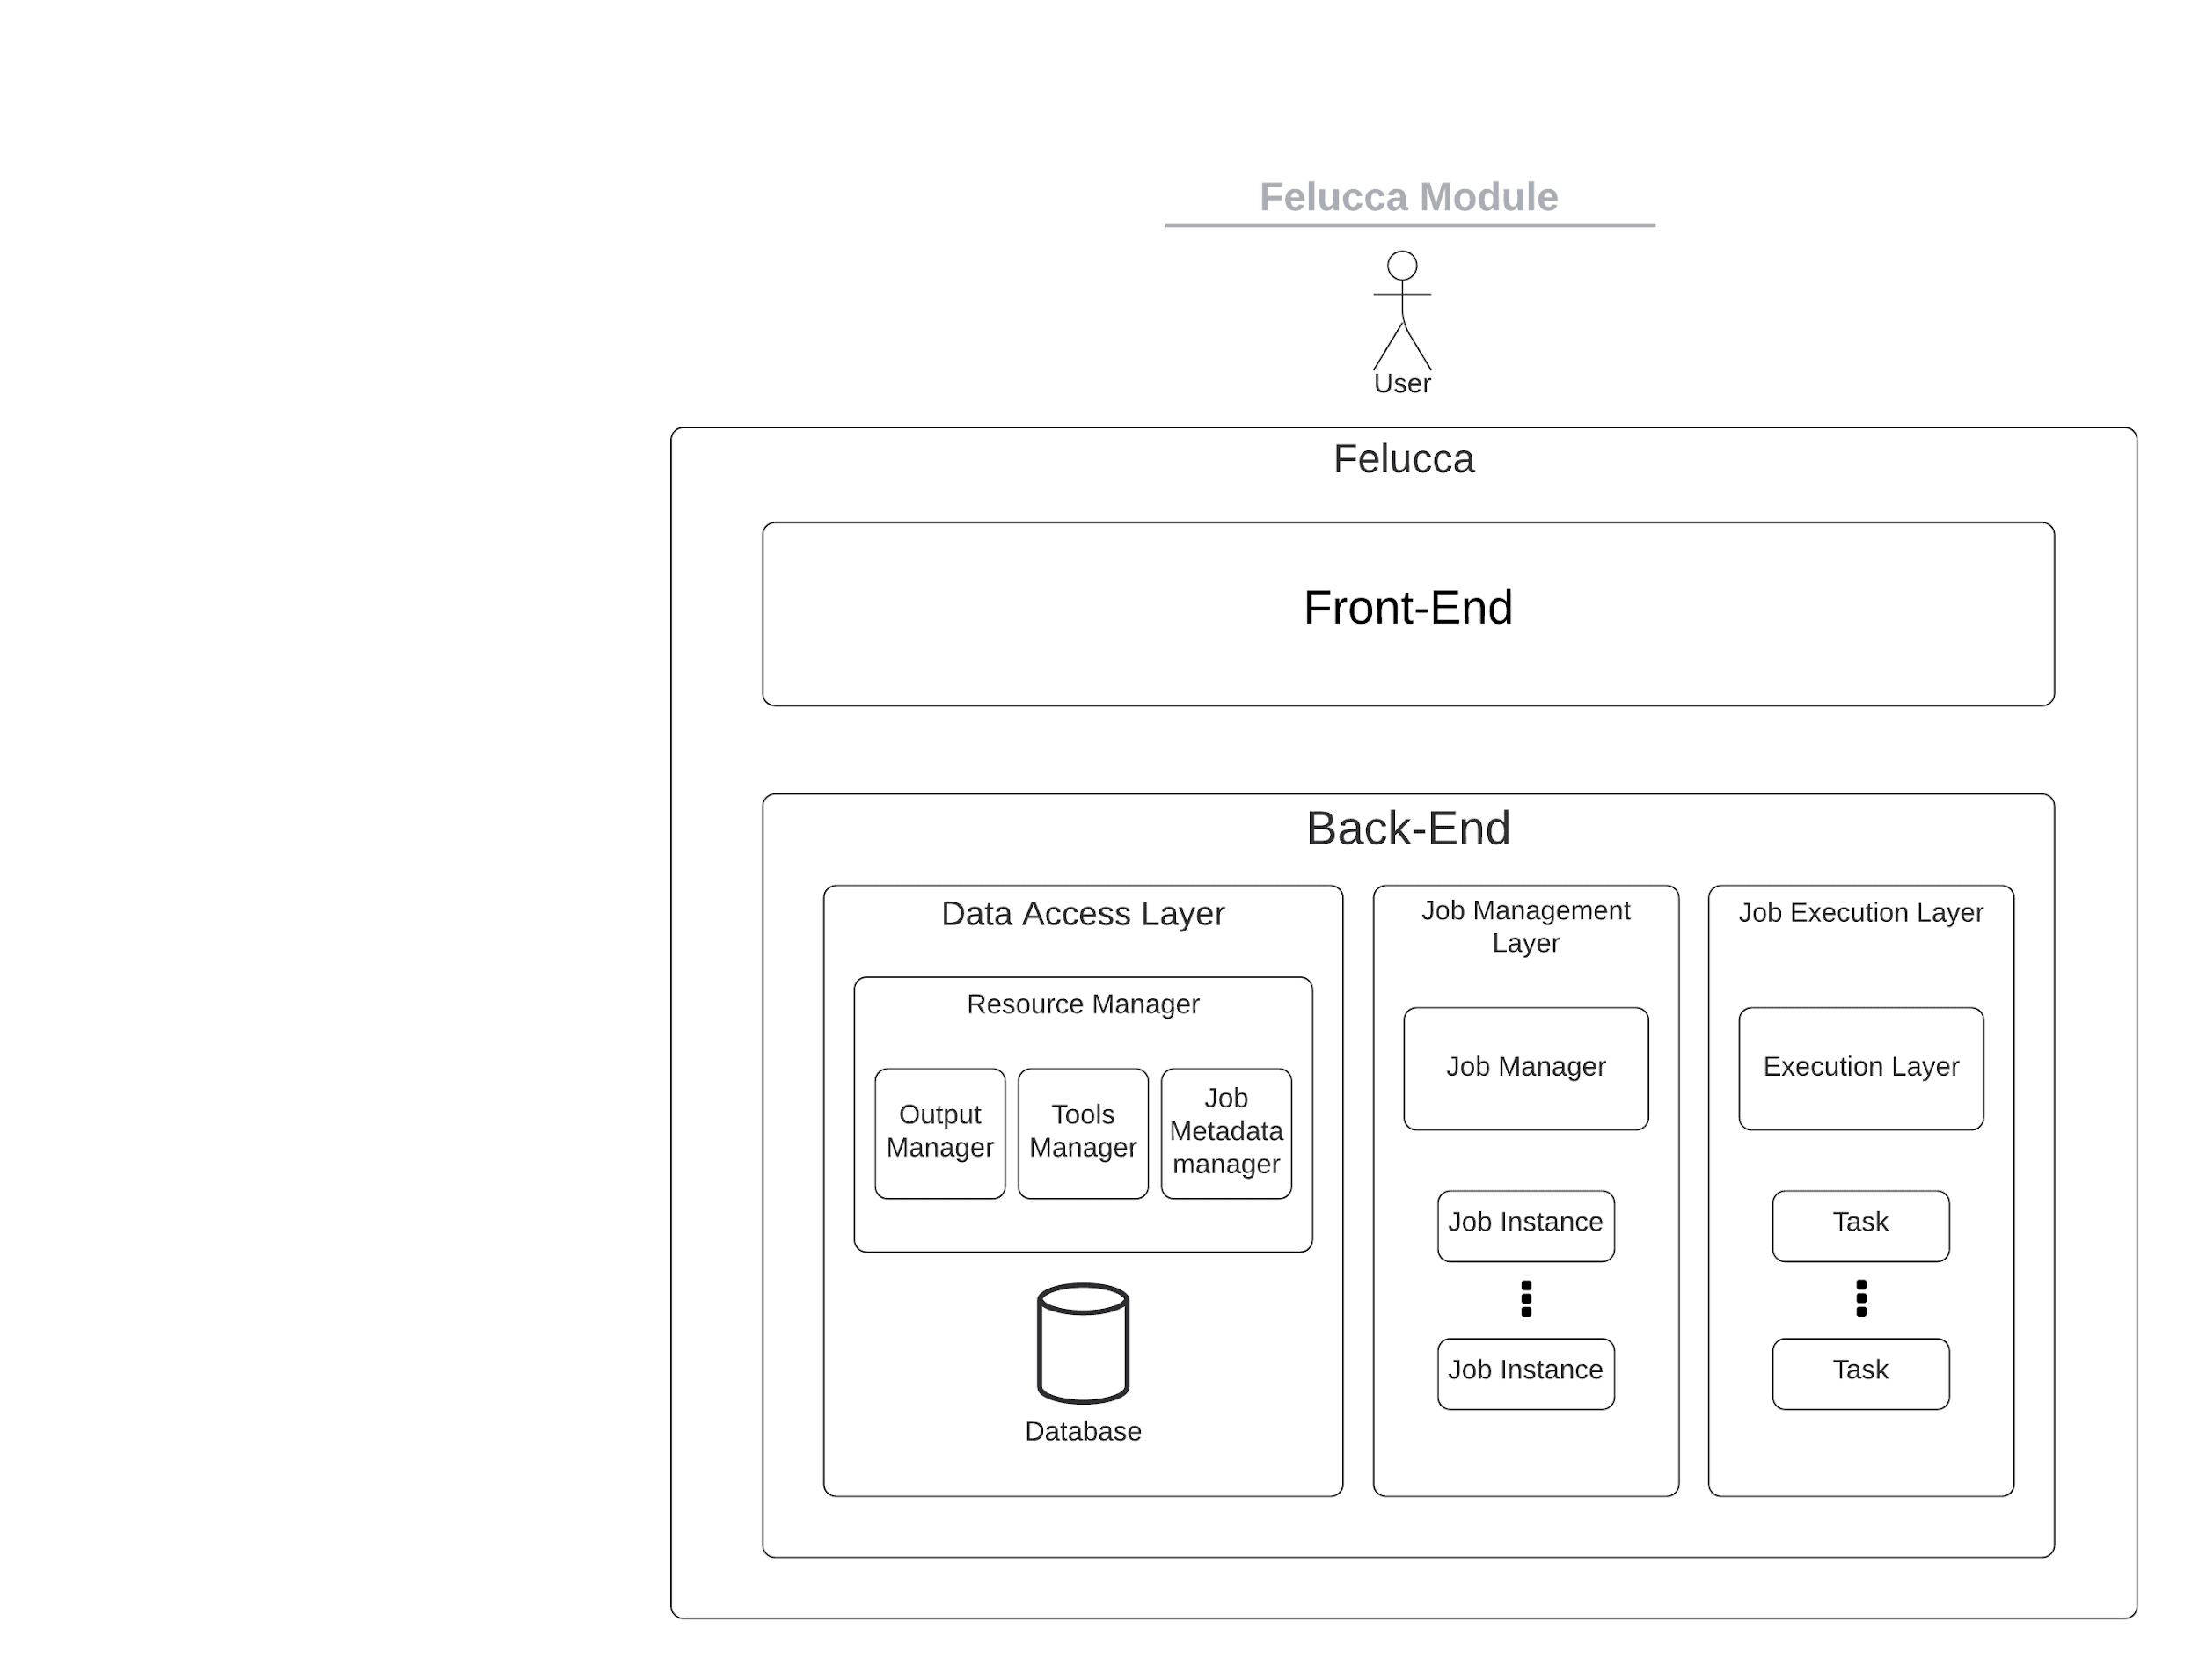 Felucca Module
User
Felucca
Front-End
Back-End
Data Access Layer
Resource Manager
Output
Manager
Tools
Manager
Job
Metadata
manager
Database
Job Management
Layer
Job Manager
Job Instance
Job Instance
Job Execution Layer
Execution Layer
Task
Task